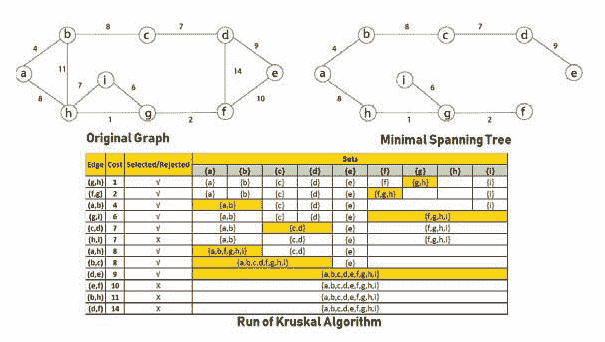 b 8 c 7 d
4 9
a 11 i 14 e
7 6
8 10
h 1 g 2 f
Original Graph
b 8 c 7 d
4 9
a i e
8 6
h 1 g 2 f
Minimal Spanning Tree
Edge Cost Selected/Rejected Sets
{a} {b} {c} {d} {e} {f} {g} {h} {i}
(g,h) 1 √ {a} {b} {c} {d} {e} {f} {g,h} {i}
(f,g) 2 √ {a} {b} {c} {d} {e} {f,g,h} {i}
(a,b) 4 √ {a,b} {c} {d} {e} {i}
(g,i) 6 √ {a,b} {c} {d} {e} {f,g,h,i}
(c,d) 7 √ {a,b} {c,d} {e} {f,g,h,i}
(h,i) 7 X {a,b} {e} {f,g,h,i}
(a,h) 8 √ {a,b,f,g,h,i} {c,d} {e}
(b,c) 8 √ {a,b,c,d,f,g,h,i} {e}
(d,e) 9 √ {a,b,c,d,e,f,g,h,i}
(e,f) 10 X {a,b,c,d,e,f,g,h,i}
(b,h) 11 X {a,b,c,d,e,f,g,h,i}
(d,f) 14 X {a,b,c,d,e,f,g,h,i}
Run of Kruskal Algorithm